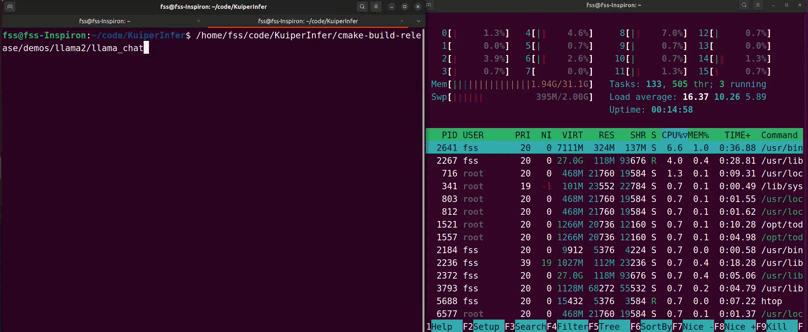 fss@fss-Inspiron: ~/code/KuiperInfer
fss@fss-Inspiron: ~
fss@fss-Inspiron: ~/code/KuiperInfer
fss@fss-Inspiron:~/code/KuiperInfer$ /home/fss/code/KuiperInfer/cmake-build-rele
ase/demos/llama2/llama_chat
fss@fss-Inspiron: ~
0[ 1.3%] 4[ 4.6%] 8[ 7.0%] 12[ 0.7%]
1[ 0.0%] 5[ 0.7%] 9[ 0.7%] 13[ 0.0%]
2[ 3.9%] 6[ 2.6%] 10[ 0.7%] 14[ 1.3%]
3[ 0.7%] 7[ 0.0%] 11[ 1.3%] 15[ 0.7%]
Mem[ 1.94G/31.1G] Tasks: 133, 505 thr; 3 running
Swp[ 395M/2.00G] Load average: 16.37 10.26 5.89
Uptime: 00:14:58
PID USER PRI NI VIRT RES SHR S CPU%▽MEM% TIME+ Command
2641 fss 20 0 7111M 324M 137M S 6.6 1.0 0:36.88 /usr/bin
2267 fss 20 0 27.0G 118M 93676 R 4.0 0.4 0:28.81 /usr/lib
716 root 20 0 468M 21760 19584 S 1.3 0.1 0:09.31 /usr/loc
341 root 19 -1 101M 23552 22784 S 0.7 0.1 0:00.49 /lib/sys
803 root 20 0 468M 21760 19584 S 0.7 0.1 0:01.55 /usr/loc
812 root 20 0 468M 21760 19584 S 0.7 0.1 0:01.62 /usr/loc
1521 root 20 0 1266M 20736 12160 S 0.7 0.1 0:10.28 /opt/tod
1557 root 20 0 1266M 20736 12160 S 0.7 0.1 0:04.98 /opt/tod
2184 fss 20 0 9912 5376 4224 S 0.7 0.0 0:00.58 /usr/bin
2236 fss 39 19 1027M 112M 23236 S 0.7 0.4 0:18.28 /usr/lib
2372 fss 20 0 27.0G 118M 93676 S 0.7 0.4 0:05.06 /usr/lib
3793 fss 20 0 1128M 68272 55532 S 0.7 0.2 0:04.79 /usr/lib
5688 fss 20 0 15432 5376 3584 R 0.7 0.0 0:07.22 htop
6577 root 20 0 468M 21760 19584 S 0.7 0.1 0:01.37 /usr/loc
F1Help F2Setup F3SearchF4FilterF5Tree F6SortByF7Nice -F8Nice +F9Kill